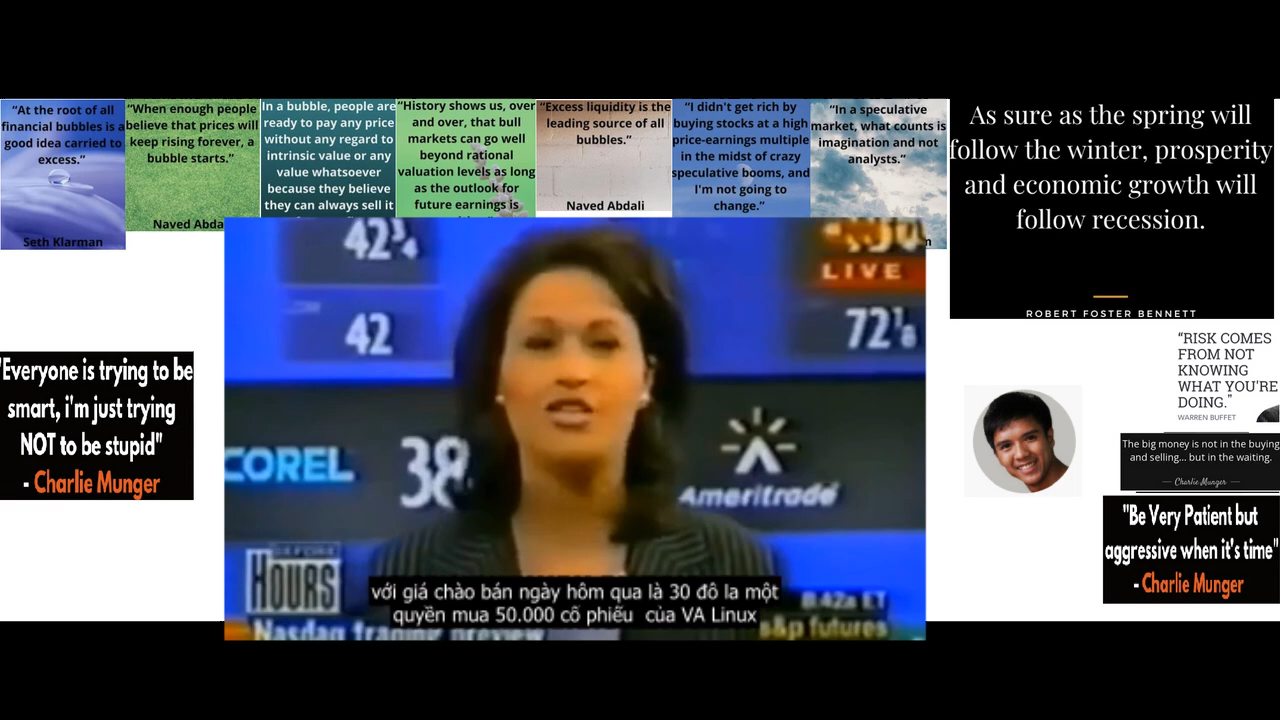 “At the root of all
financial bubbles is a
good idea carried to
excess.”
Seth Klarman
“When enough people
believe that prices will
keep rising forever, a
bubble starts.”
Naved Abda
In a bubble, people are
ready to pay any price
without any regard to
intrinsic value or any
value whatsoever
because they believe
they can always sell it
“History shows us, over
and over, that bull
markets can go well
beyond rational
valuation levels as long
as the outlook for
future earnings is
“Excess liquidity is the
leading source of all
bubbles.”
Naved Abdali
“I didn't get rich by
buying stocks at a high
price-earnings multiple
in the midst of crazy
speculative booms, and
I'm not going to
change.”
“In a speculative
market, what counts is
imagination and not
analysts.”
As sure as the spring will
follow the winter, prosperity
and economic growth will
follow recession.
ROBERT FOSTER BENNETT
"Everyone is trying to be
smart, i'm just trying
NOT to be stupid"
- Charlie Munger
42¾
42
LIVE
72⅛
COREL
38
Ameritrade
BEFORE
HOURS
8:42a ET
Nasdaq trading preview
s&p futures
với giá chào bán ngày hôm qua là 30 đô la một
quyền mua 50.000 cổ phiếu của VA Linux
“RISK COMES
FROM NOT
KNOWING
WHAT YOU'RE
DOING.”
WARREN BUFFET
The big money is not in the buying
and selling... but in the waiting.
— Charlie Munger —
"Be Very Patient but
aggressive when it's time"
- Charlie Munger